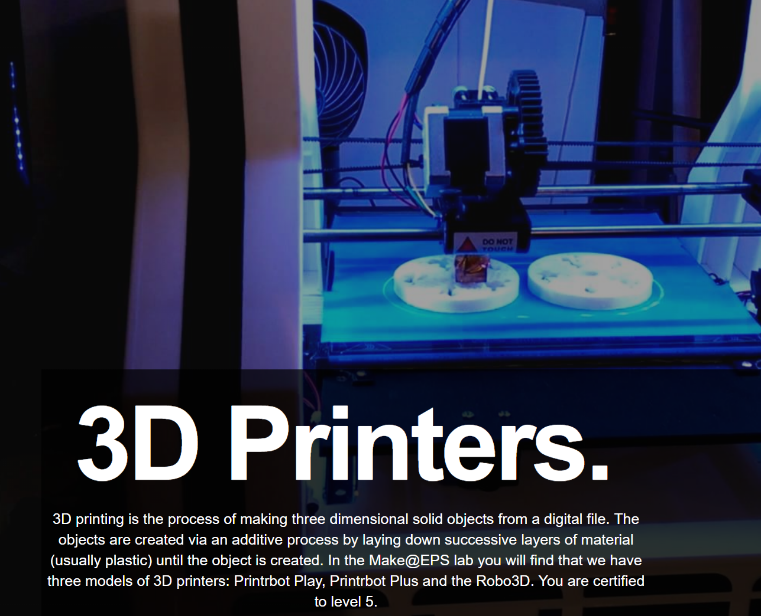 DO NOT
TOUCH
3D Printers.
3D printing is the process of making three dimensional solid objects from a digital file. The
objects are created via an additive process by laying down successive layers of material
(usually plastic) until the object is created. In the Make@EPS lab you will find that we have
three models of 3D printers: Printrbot Play, Printrbot Plus and the Robo3D. You are certified
to level 5.